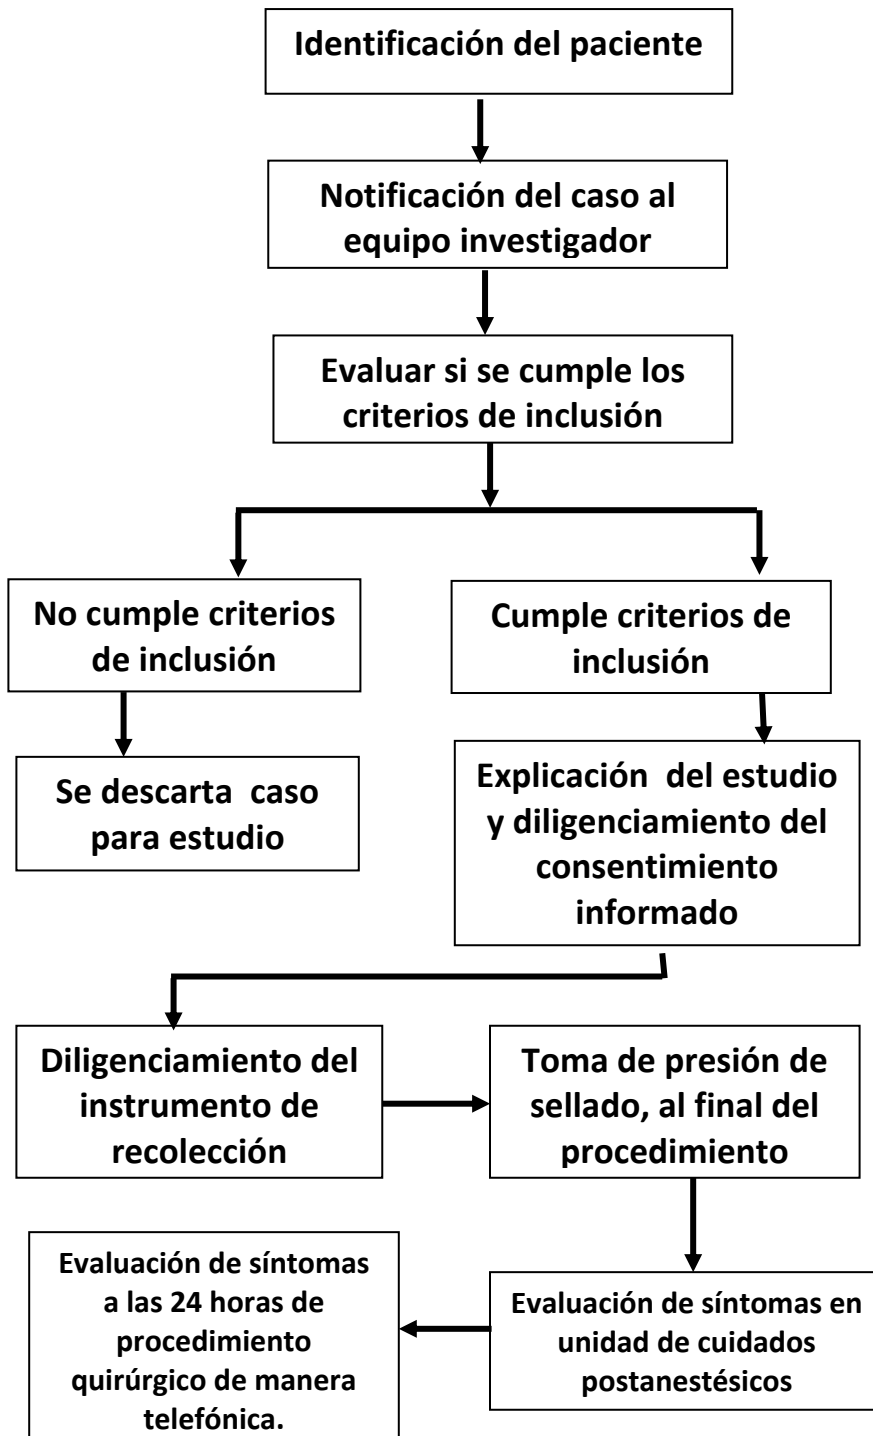 Identificación del paciente
Notificación del caso al
equipo investigador
Evaluar si se cumple los
criterios de inclusión
No cumple criterios
de inclusión
Cumple criterios de
inclusión
Se descarta  caso
para estudio
Explicación  del estudio
y diligenciamiento del
consentimiento
informado
Diligenciamiento del
instrumento de
recolección
Toma de presión de
sellado, al final del
procedimiento
Evaluación de síntomas en
unidad de cuidados
postanestésicos
Evaluación de síntomas
a las 24 horas de
procedimiento
quirúrgico de manera
telefónica.